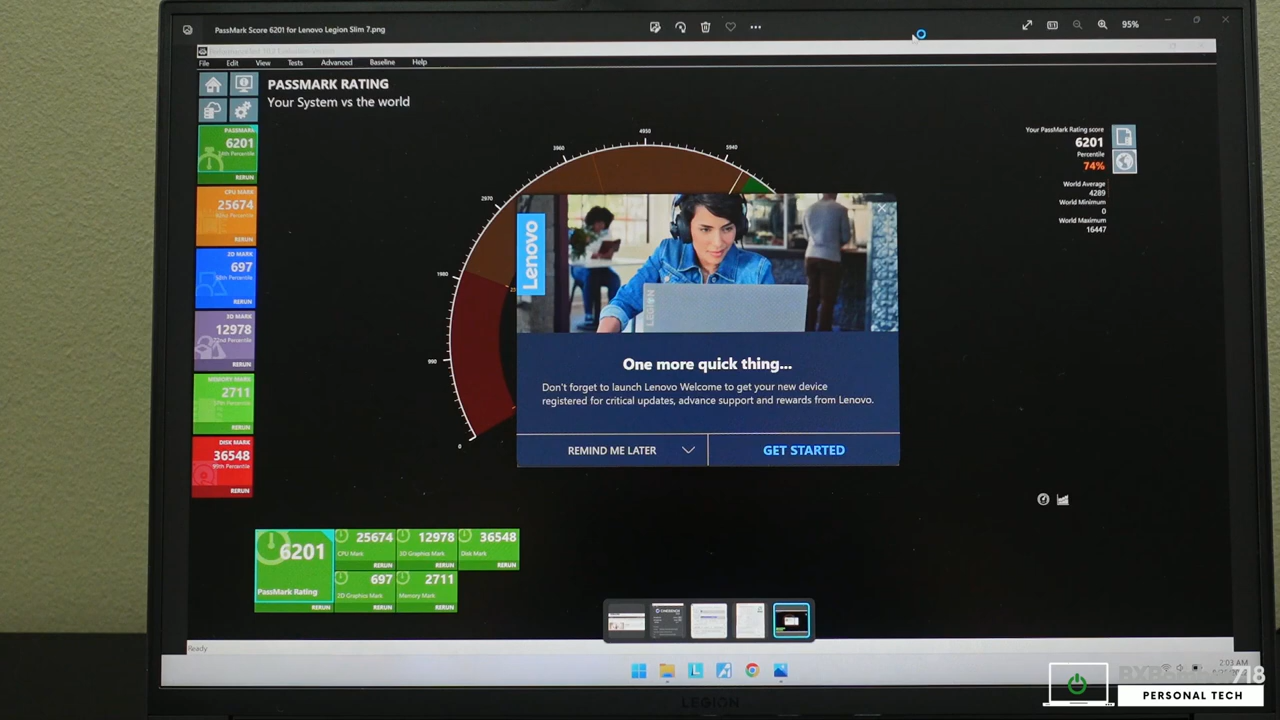 PassMark Score 6201 for Lenovo Legion Slim 7.png
95%
File Edit View Tests Advanced Baseline Help
PASSMARK RATING
Your System vs the world
PASSMARK
6201
RERUN
CPU MARK
25674
RERUN
2D MARK
697
RERUN
3D MARK
12978
RERUN
MEMORY MARK
2711
RERUN
DISK MARK
36548
RERUN
0
990
1980
2970
3960
4950
5940
Your PassMark Rating score
6201
Percentile
74%
World Average
4289
World Minimum
0
World Maximum
16447
Lenovo
LEGION
One more quick thing...
Don't forget to launch Lenovo Welcome to get your new device
registered for critical updates, advance support and rewards from Lenovo.
REMIND ME LATER
GET STARTED
6201
PassMark Rating
RERUN
25674
CPU Mark
RERUN
12978
3D Graphics Mark
RERUN
36548
Disk Mark
RERUN
697
2D Graphics Mark
RERUN
2711
Memory Mark
RERUN
Ready
2:03 AM
LEGION
718
PERSONAL TECH